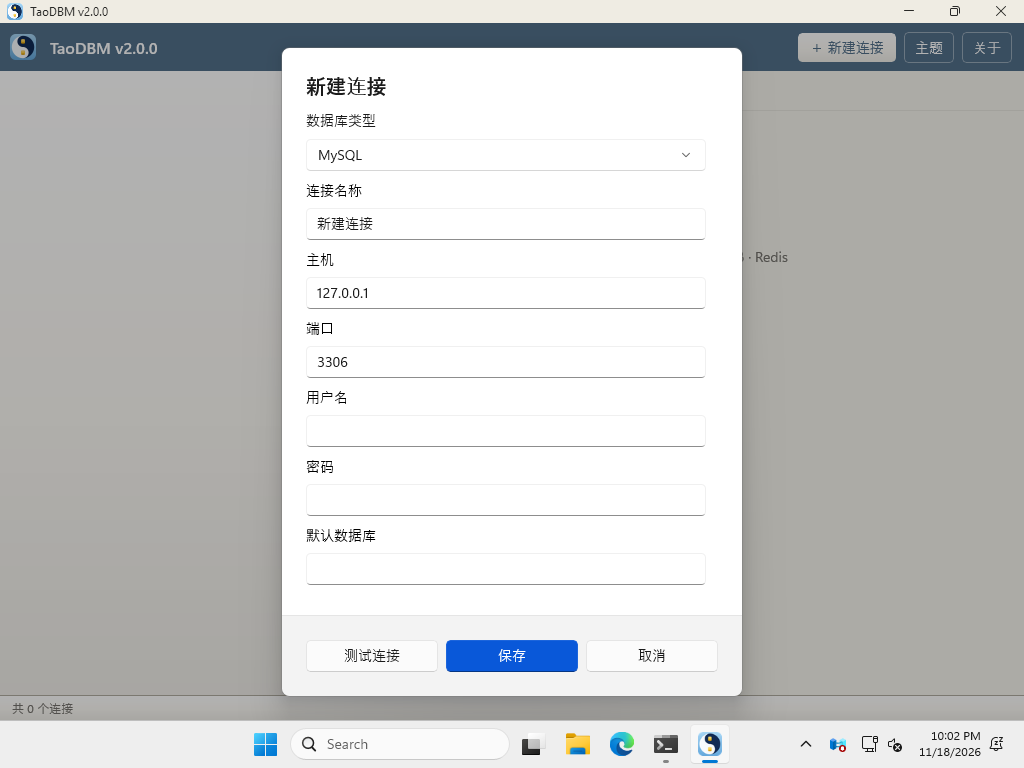 TaoDBM v2.0.0
TaoDBM v2.0.0
+ 新建连接
主题
关于
新建连接
数据库类型
MySQL
连接名称
新建连接
主机
127.0.0.1
端口
3306
用户名
密码
默认数据库
· Redis
测试连接
保存
取消
共 0 个连接
Search
10:02 PM
11/18/2026